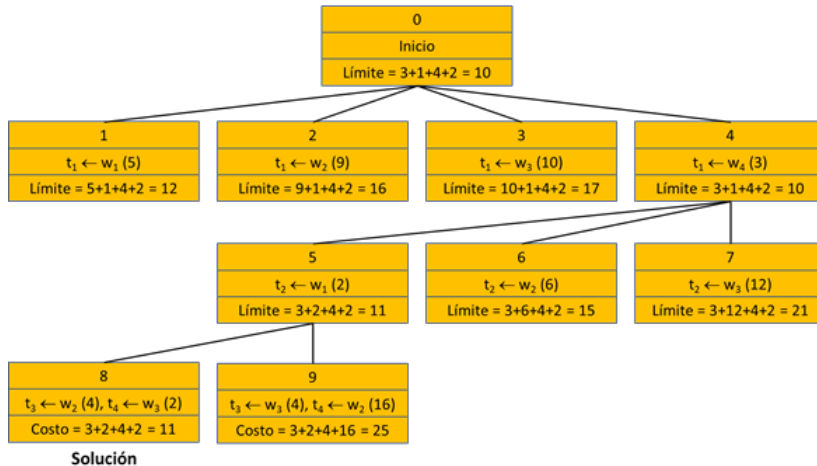 0
Inicio
Límite = 3+1+4+2 = 10
1
t₁ ← w₁ (5)
Límite = 5+1+4+2 = 12
2
t₁ ← w₂ (9)
Límite = 9+1+4+2 = 16
3
t₁ ← w₃ (10)
Límite = 10+1+4+2 = 17
4
t₁ ← w₄ (3)
Límite = 3+1+4+2 = 10
5
t₂ ← w₁ (2)
Límite = 3+2+4+2 = 11
6
t₂ ← w₂ (6)
Límite = 3+6+4+2 = 15
7
t₂ ← w₃ (12)
Límite = 3+12+4+2 = 21
8
t₃ ← w₂ (4), t₄ ← w₃ (2)
Costo = 3+2+4+2 = 11
9
t₃ ← w₃ (4), t₄ ← w₂ (16)
Costo = 3+2+4+16 = 25
Solución